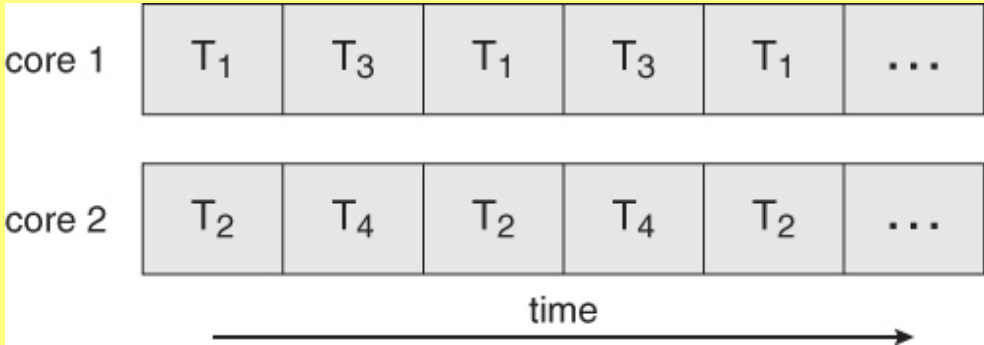 core 1 T₁ T₃ T₁ T₃ T₁ ...
core 2 T₂ T₄ T₂ T₄ T₂ ...
time